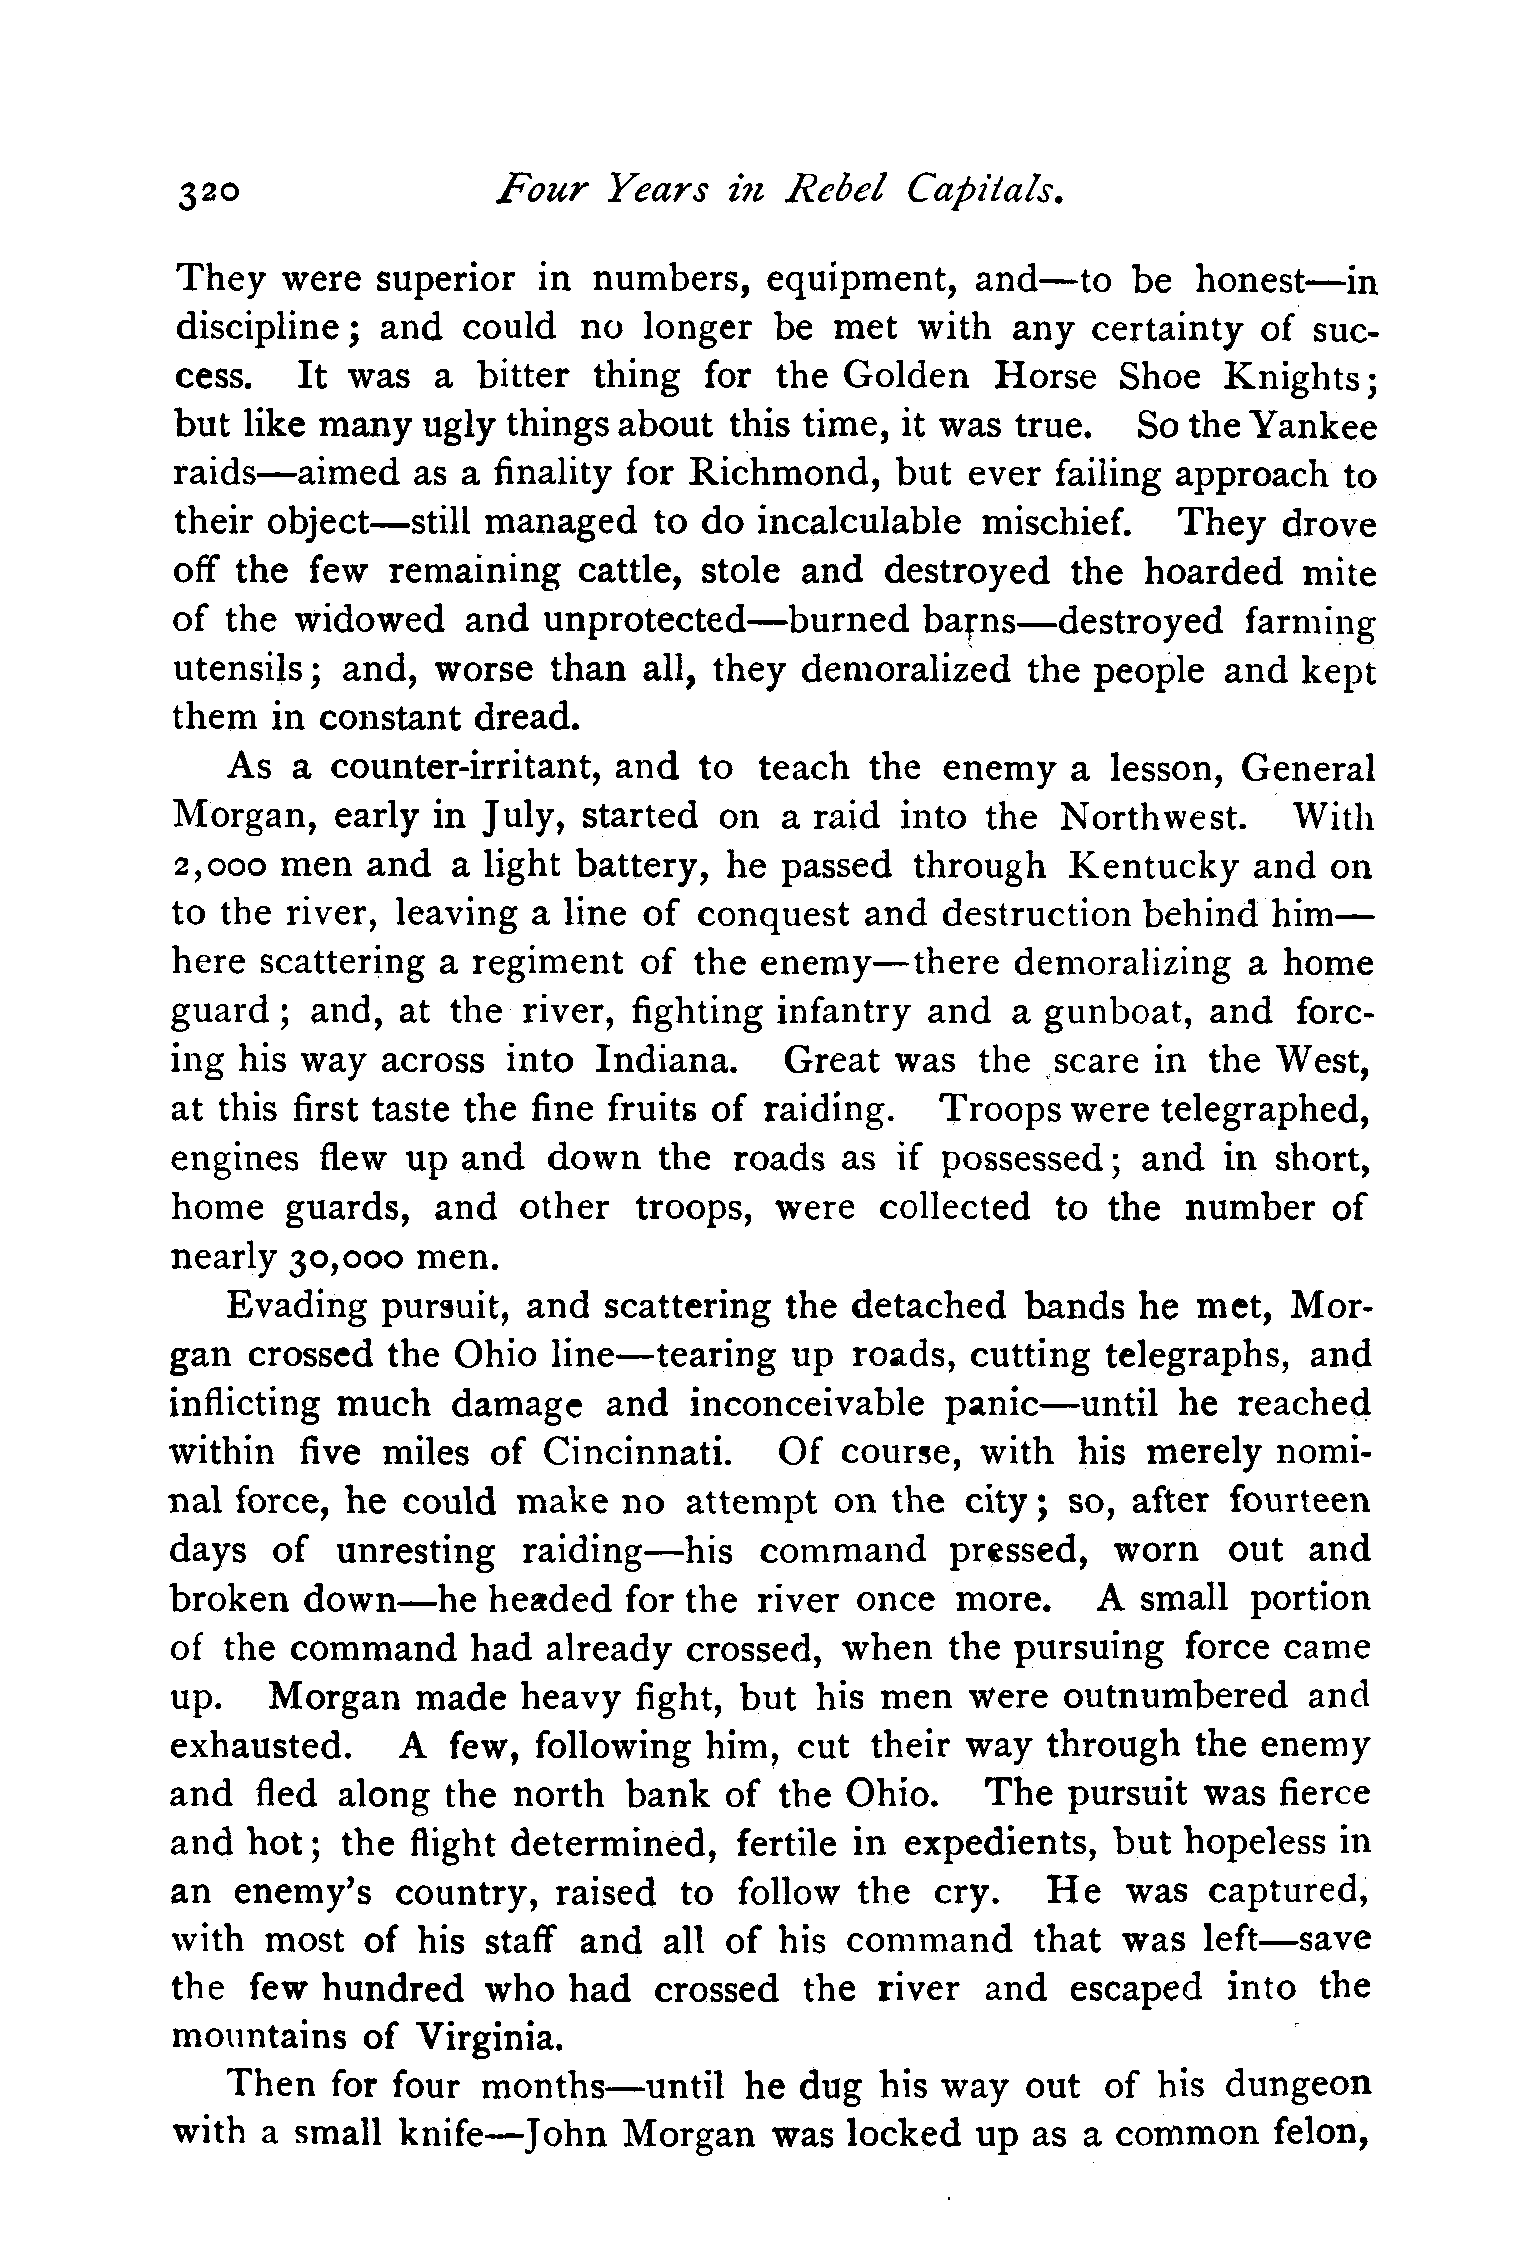 320 Four Years in Rebel Capitals.
They were superior in numbers, equipment, and—to be honest—in
discipline; and could no longer be met with any certainty of suc-
cess. It was a bitter thing for the Golden Horse Shoe Knights;
but like many ugly things about this time, it was true. So the Yankee
raids—aimed as a finality for Richmond, but ever failing approach to
their object—still managed to do incalculable mischief. They drove
off the few remaining cattle, stole and destroyed the hoarded mite
of the widowed and unprotected—burned barns—destroyed farming
utensils; and, worse than all, they demoralized the people and kept
them in constant dread.
As a counter-irritant, and to teach the enemy a lesson, General
Morgan, early in July, started on a raid into the Northwest. With
2,000 men and a light battery, he passed through Kentucky and on
to the river, leaving a line of conquest and destruction behind him—
here scattering a regiment of the enemy—there demoralizing a home
guard; and, at the river, fighting infantry and a gunboat, and forc-
ing his way across into Indiana. Great was the scare in the West,
at this first taste the fine fruits of raiding. Troops were telegraphed,
engines flew up and down the roads as if possessed; and in short,
home guards, and other troops, were collected to the number of
nearly 30,000 men.
Evading pursuit, and scattering the detached bands he met, Mor-
gan crossed the Ohio line—tearing up roads, cutting telegraphs, and
inflicting much damage and inconceivable panic—until he reached
within five miles of Cincinnati. Of course, with his merely nomi-
nal force, he could make no attempt on the city; so, after fourteen
days of unresting raiding—his command pressed, worn out and
broken down—he headed for the river once more. A small portion
of the command had already crossed, when the pursuing force came
up. Morgan made heavy fight, but his men were outnumbered and
exhausted. A few, following him, cut their way through the enemy
and fled along the north bank of the Ohio. The pursuit was fierce
and hot; the flight determined, fertile in expedients, but hopeless in
an enemy's country, raised to follow the cry. He was captured,
with most of his staff and all of his command that was left—save
the few hundred who had crossed the river and escaped into the
mountains of Virginia.
Then for four months—until he dug his way out of his dungeon
with a small knife—John Morgan was locked up as a common felon,